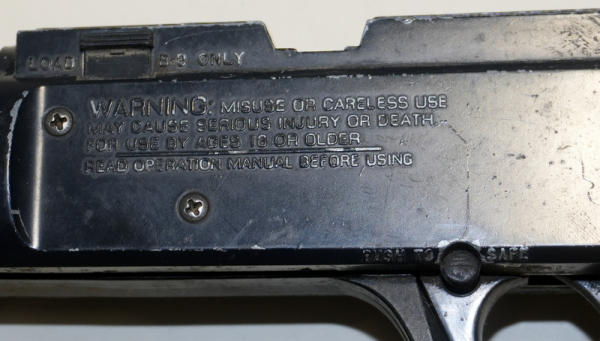 LOAD B-B ONLY
WARNING: MISUSE OR CARELESS USE
MAY CAUSE SERIOUS INJURY OR DEATH.
FOR USE BY AGES 16 OR OLDER
READ OPERATION MANUAL BEFORE USING
PUSH TO SAFE